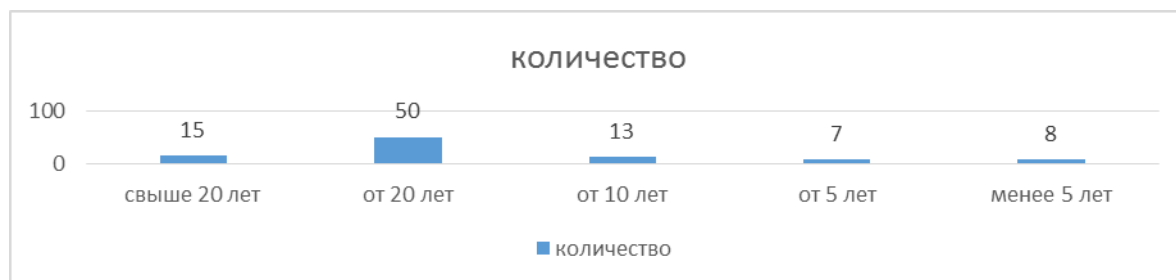 количество
100
50
15
13
7
8
0
свыше 20 лет
от 20 лет
от 10 лет
от 5 лет
менее 5 лет
количество